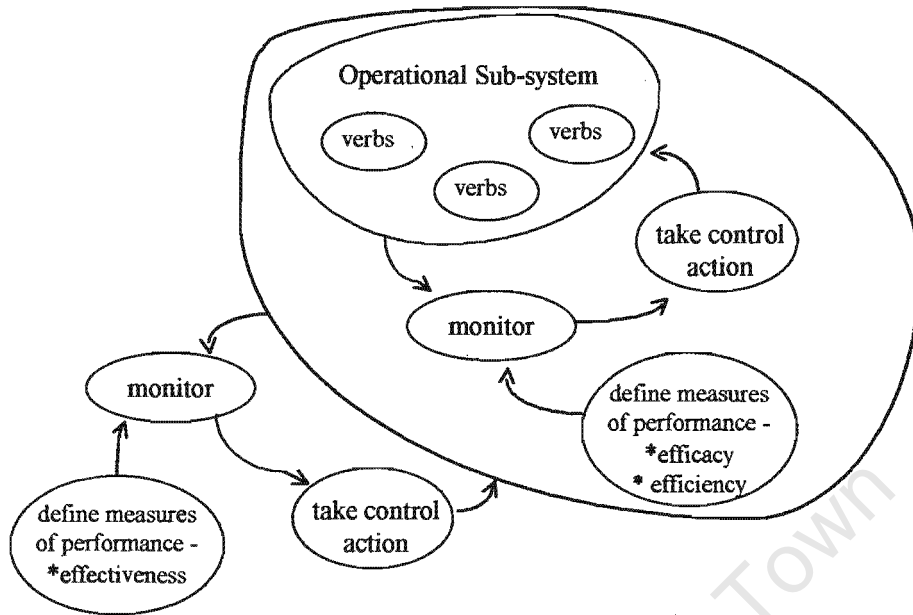 Operational Sub-system
verbs
verbs
verbs
take control
action
monitor
define measures
of performance -
*efficacy
* efficiency
monitor
define measures
of performance -
*effectiveness
take control
action
Town